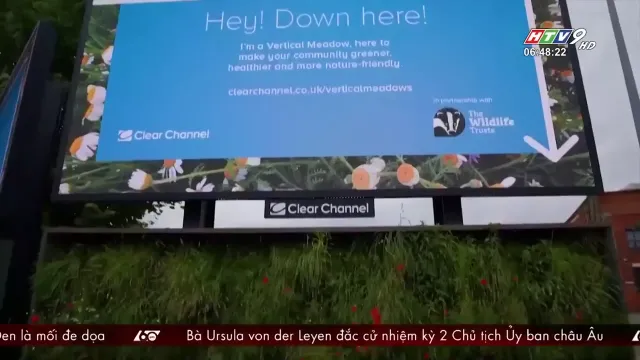 Hey! Down here!
HTV9 HD
06:48:22
I'm a Vertical Meadow, here to
make your community greener,
healthier and more nature-friendly
clearchannel.co.uk/verticalmeadows
in partnership with
The
Wildlife
Trusts
Clear Channel
Clear Channel
Đen là mối đe dọa
60
Bà Ursula von der Leyen đắc cử nhiệm kỳ 2 Chủ tịch Ủy ban châu Âu